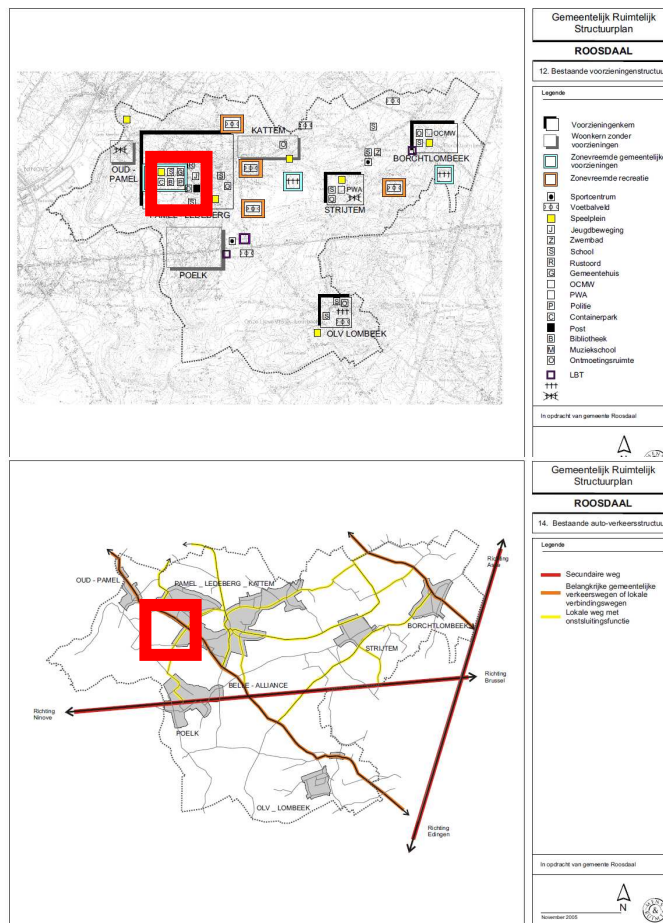 Gemeentelijk Ruimtelijk
Structuurplan
ROOSDAAL
12. Bestaande voorzieningenstructuu
Legende
Voorzieningenkern
Woonkern zonder
voorzieningen
Zonevreemde gemeentelijke
voorzieningen
Zonevreemde recreatie
Sportcentrum
Voetbalveld
Speelplein
J Jeugdbeweging
Z Zwembad
S School
R Rustoord
G Gemeentehuis
OCMW
PWA
P Politie
C Containerpark
Post
B Bibliotheek
M Muziekschool
O Ontmoetingsruimte
LBT
In opdracht van gemeente Roosdaal
KATTEM
OCMW
BORCHTLOMBEEK
OUD -
PAMEL
PWA
STRIJTEM
POELK
OLV LOMBEEK
Gemeentelijk Ruimtelijk
Structuurplan
ROOSDAAL
14. Bestaande auto-verkeersstructuu
Legende
Secundaire weg
Belangrijke gemeentelijke
verkeerswegen of lokale
verbindingswegen
Lokale weg met
onstsluitingsfunctie
In opdracht van gemeente Roosdaal
N
November 2005
OUD - PAMEL
PAMEL _ LEDEBERG _ KATTEM
Richting
BORCHTLOMBEEK
STRIJTEM
BELLE - ALLIANCE
Richting
Brussel
Richting
Ninove
POELK
OLV _ LOMBEEK
Richting
Edingen